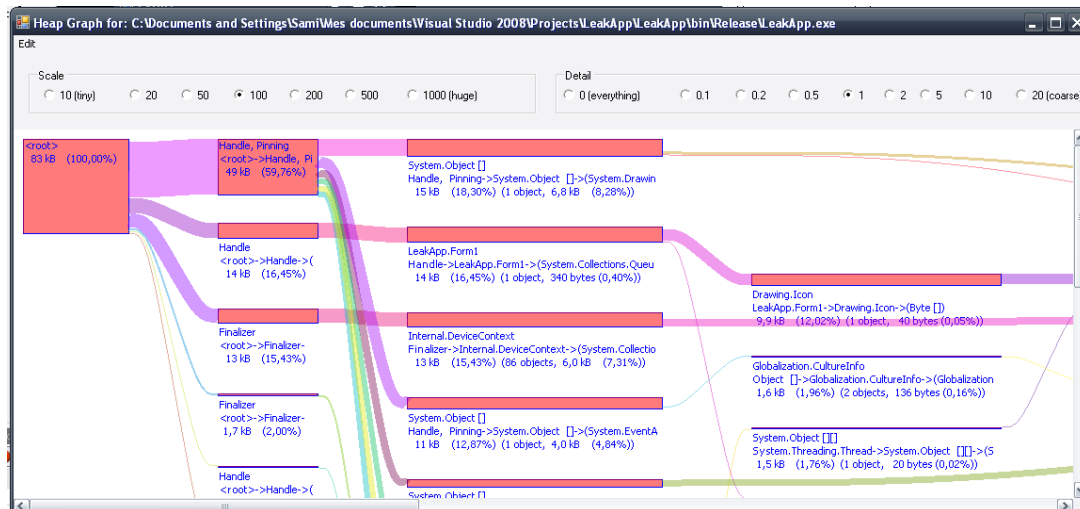 Heap Graph for: C:\Documents and Settings\Sami\Mes documents\Visual Studio 2008\Projects\LeakApp\LeakApp\bin\Release\LeakApp.exe
Edit
Scale
10 (tiny) 20 50 100 200 500 1000 (huge)
Detail
0 (everything) 0.1 0.2 0.5 1 2 5 10 20 (coarse
<root>
83 kB (100,00%)
Handle, Pinning
<root>->Handle, Pi
49 kB (59,76%)
Handle
<root>->Handle->(
14 kB (16,45%)
Finalizer
<root>->Finalizer-
13 kB (15,43%)
Finalizer
<root>->Finalizer-
1,7 kB (2,00%)
Handle
<root>->Handle->(
System.Object []
Handle, Pinning->System.Object []->(System.Drawin
15 kB (18,30%) (1 object, 6,8 kB (8,28%))
LeakApp.Form1
Handle->LeakApp.Form1->(System.Collections.Queu
14 kB (16,45%) (1 object, 340 bytes (0,40%))
Internal.DeviceContext
Finalizer->Internal.DeviceContext->(System.Collectio
13 kB (15,43%) (86 objects, 6,0 kB (7,31%))
System.Object []
Handle, Pinning->System.Object []->(System.EventA
11 kB (12,87%) (1 object, 4,0 kB (4,84%))
System.Object []
Drawing.Icon
LeakApp.Form1->Drawing.Icon->(Byte [])
9,9 kB (12,02%) (1 object, 40 bytes (0,05%))
Globalization.CultureInfo
Object []->Globalization.CultureInfo->(Globalization
1,6 kB (1,96%) (2 objects, 136 bytes (0,16%))
System.Object [][]
System.Threading.Thread->System.Object [][]->(S
1,5 kB (1,76%) (1 object, 20 bytes (0,02%))